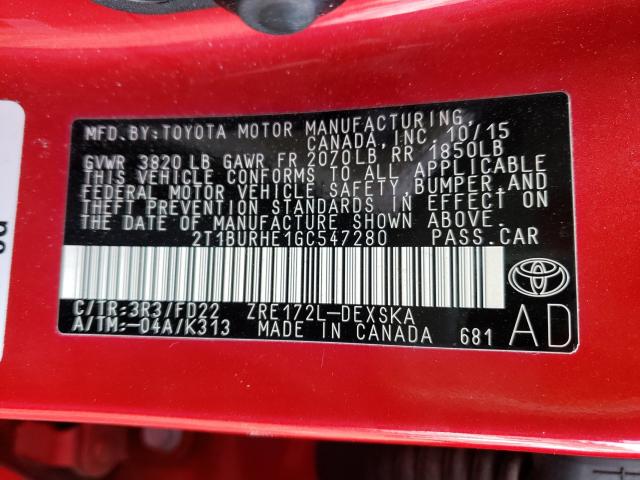 MFD. BY: TOYOTA MOTOR MANUFACTURING,
CANADA, INC. 10/15
GVWR 3820 LB GAWR FR 2070LB, RR 1850LB
THIS VEHICLE CONFORMS TO ALL APPLICABLE
FEDERAL MOTOR VEHICLE SAFETY, BUMPER, AND
THEFT PREVENTION STANDARDS IN EFFECT ON
THE DATE OF MANUFACTURE SHOWN ABOVE.
2T1BURHE1GC547280 PASS. CAR
C/TR: 3R3/FD22 ZRE172L-DEXSKA
A/TM: -04A/K313 MADE IN CANADA 681
AD